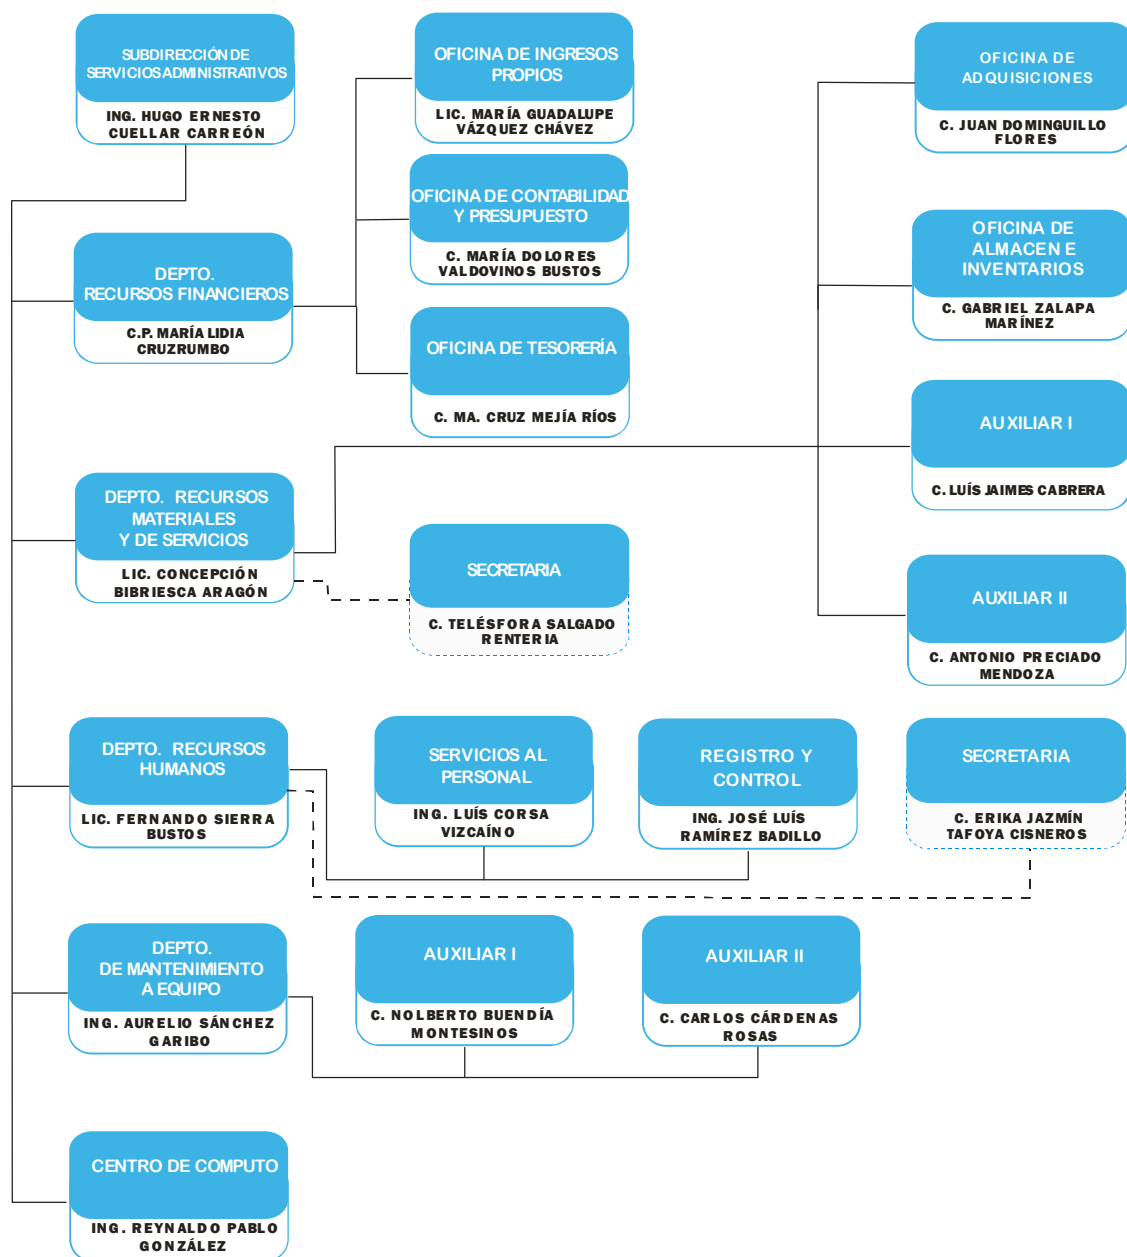 SUBDIRECCIÓN DE
SERVICIOS ADMINISTRATIVOS
ING. HUGO ERNESTO
CUELLAR CARREÓN
OFICINA DE INGRESOS
PROPIOS
LIC. MARÍA GUADALUPE
VÁZQUEZ CHÁVEZ
OFICINA DE
ADQUISICIONES
C. JUAN DOMINGUILLO
FLORES
OFICINA DE CONTABILIDAD
Y PRESUPUESTO
C. MARÍA DOLORES
VALDOVINOS BUSTOS
OFICINA DE
ALMACEN E
INVENTARIOS
C. GABRIEL ZALAPA
MARÍNEZ
DEPTO.
RECURSOS FINANCIEROS
C.P. MARÍA LIDIA
CRUZ RUMBO
OFICINA DE TESORERÍA
C. MA. CRUZ MEJÍA RÍOS
AUXILIAR I
C. LUÍS JAIMES CABRERA
DEPTO. RECURSOS
MATERIALES
Y DE SERVICIOS
LIC. CONCEPCIÓN
BIBRIESCA ARAGÓN
SECRETARIA
C. TELÉSFORA SALGADO
RENTERIA
AUXILIAR II
C. ANTONIO PRECIADO
MENDOZA
DEPTO. RECURSOS
HUMANOS
LIC. FERNANDO SIERRA
BUSTOS
SERVICIOS AL
PERSONAL
ING. LUÍS CORSA
VIZCAÍNO
REGISTRO Y
CONTROL
ING. JOSÉ LUÍS
RAMÍREZ BADILLO
SECRETARIA
C. ERIKA JAZMÍN
TAFOYA CISNEROS
DEPTO.
DE MANTENIMIENTO
A EQUIPO
ING. AURELIO SÁNCHEZ
GARIBO
AUXILIAR I
C. NOLBERTO BUENDÍA
MONTESINOS
AUXILIAR II
C. CARLOS CÁRDENAS
ROSAS
CENTRO DE COMPUTO
ING. REYNALDO PABLO
GONZÁLEZ